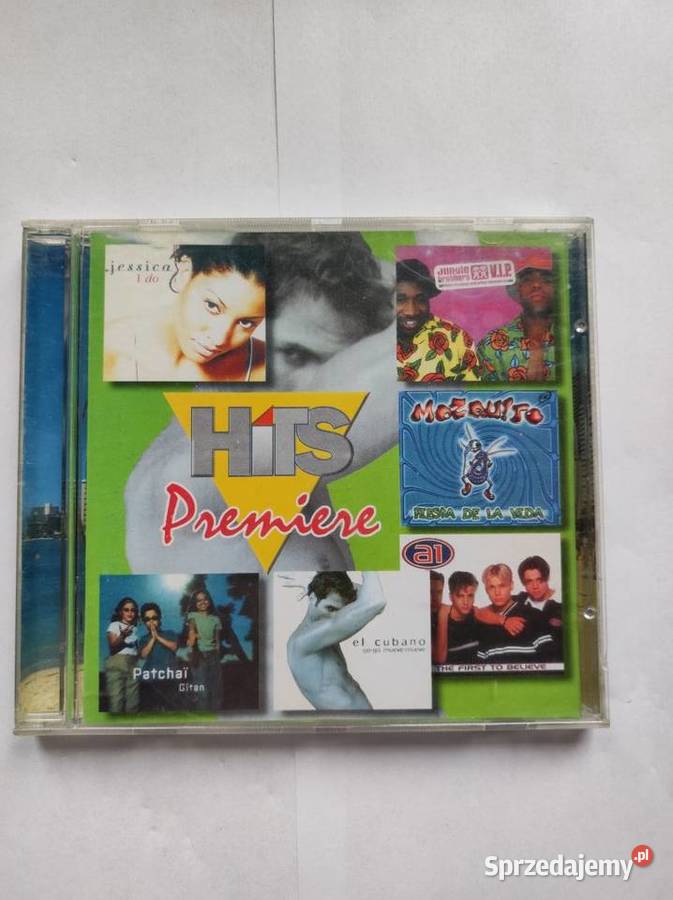 jessica
I do
Jungle
Brothers
V.I.P.
HiTS
Premiere
MOZQUITO
FIESTA DE LA VIDA
a1
THE FIRST TO BELIEVE
Patchaï
Gitan
el cubano
Sprzedajemy.pl